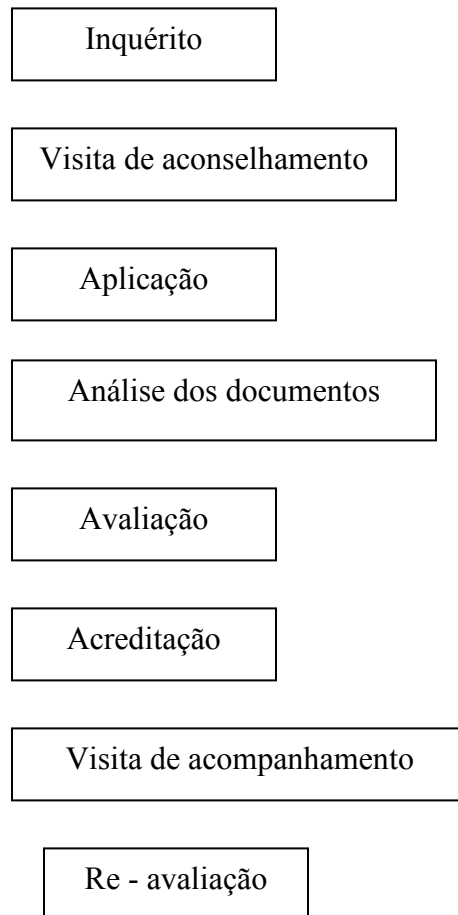 Inquérito
Visita de aconselhamento
Aplicação
Análise dos documentos
Avaliação
Acreditação
Visita de acompanhamento
Re - avaliação